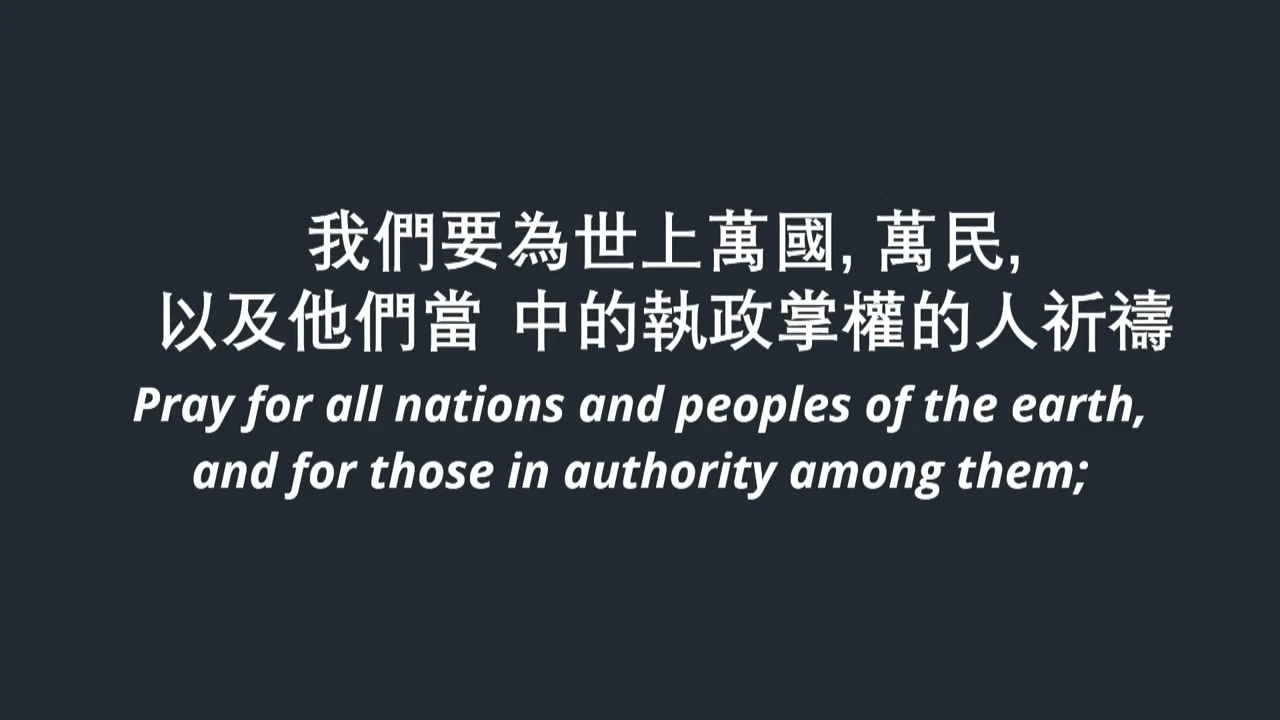 我們要為世上萬國, 萬民,
以及他們當 中的執政掌權的人祈禱
Pray for all nations and peoples of the earth,
and for those in authority among them;